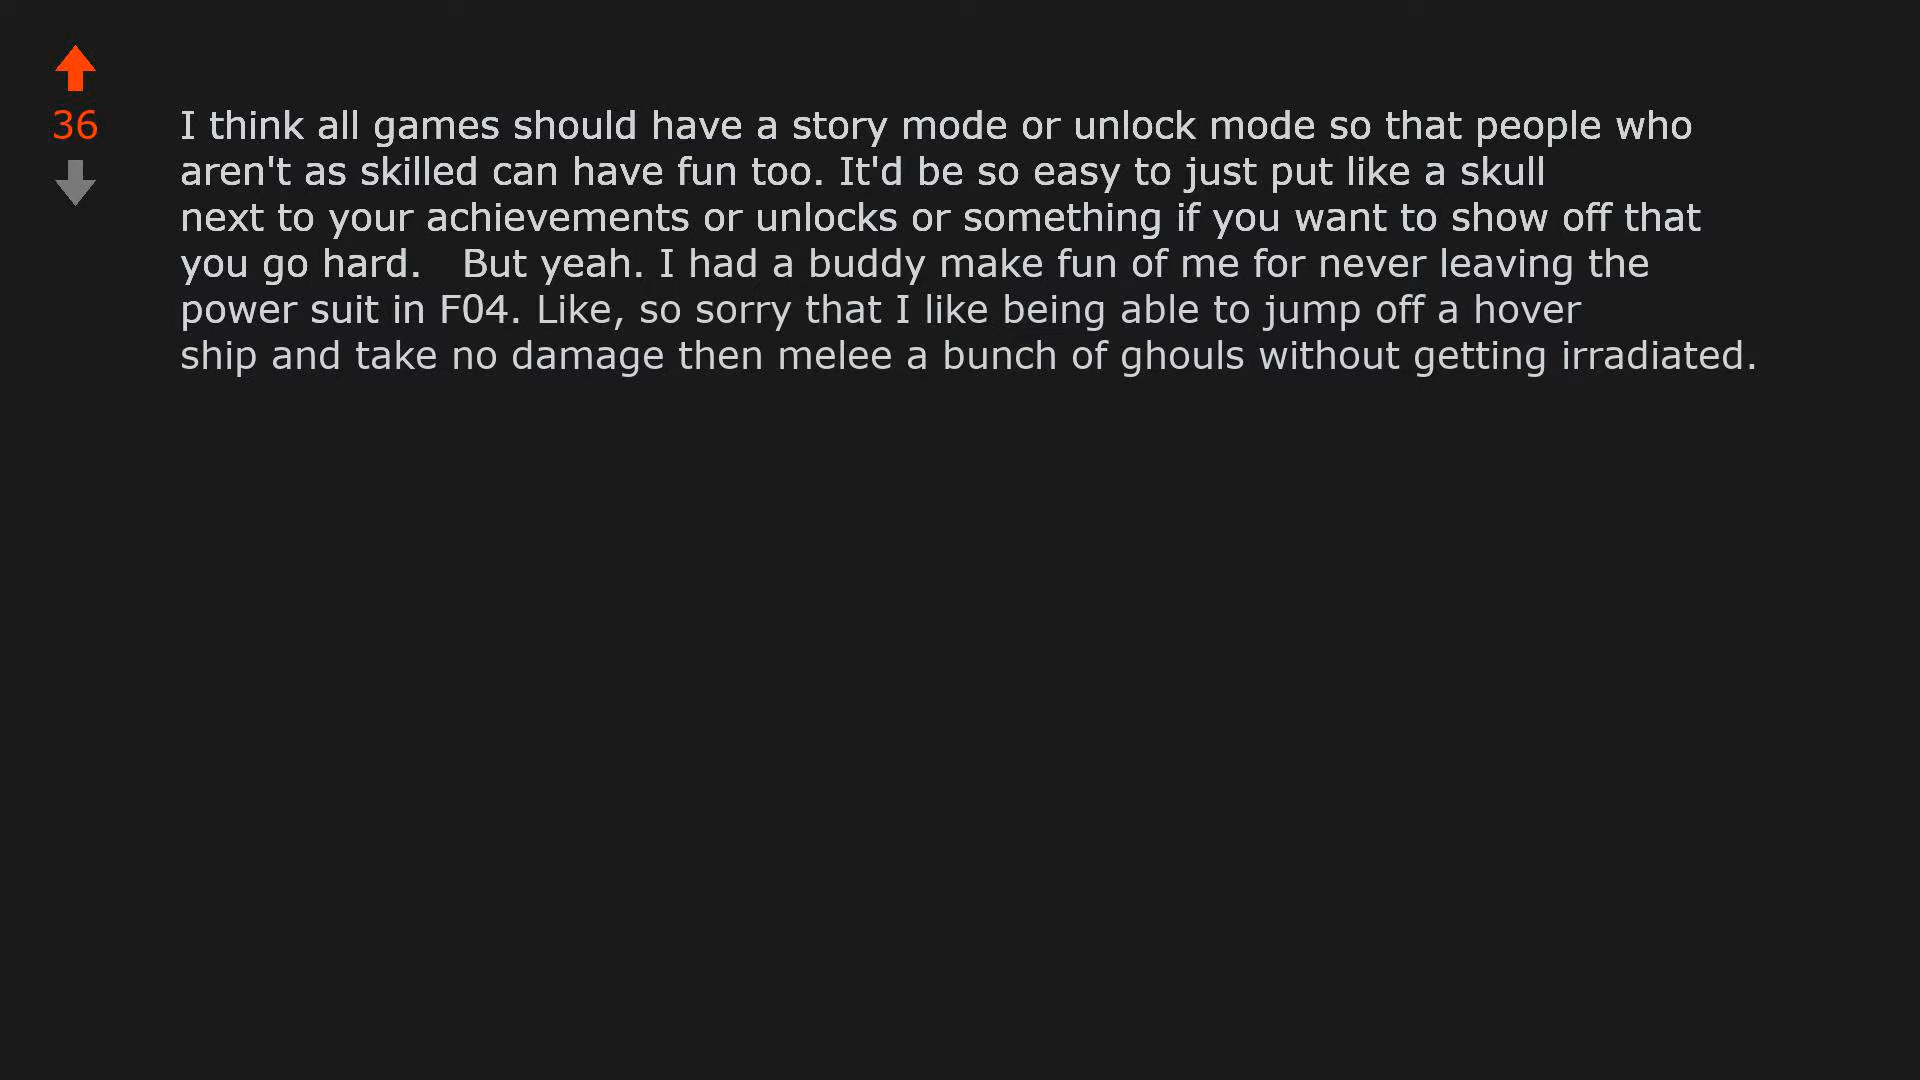 36
I think all games should have a story mode or unlock mode so that people who
aren't as skilled can have fun too. It'd be so easy to just put like a skull
next to your achievements or unlocks or something if you want to show off that
you go hard.   But yeah. I had a buddy make fun of me for never leaving the
power suit in F04. Like, so sorry that I like being able to jump off a hover
ship and take no damage then melee a bunch of ghouls without getting irradiated.